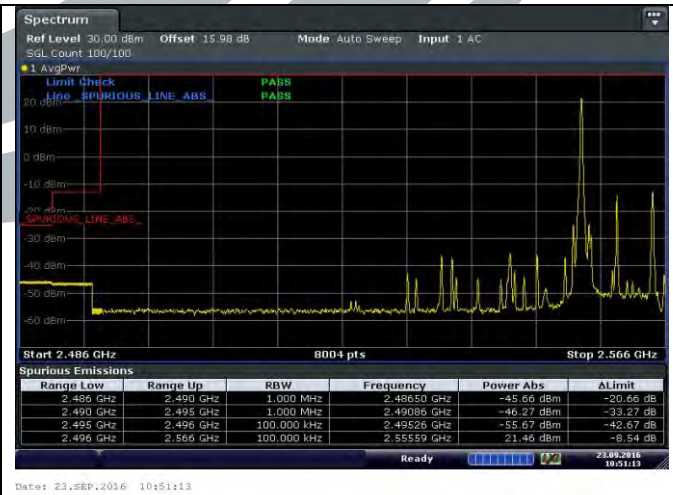 Spectrum
Ref Level 30.00 dBm Offset 15.98 dB Mode Auto Sweep Input 1 AC
SGL Count 100/100
1 AvgPwr
Limit Check PASS
Line _SPURIOUS_LINE_ABS_ PASS
20 dBm
10 dBm
0 dBm
-10 dBm
-20 dBm
_SPURIOUS_LINE_ABS_
-30 dBm
-40 dBm
-50 dBm
-60 dBm
Start 2.486 GHz 8004 pts Stop 2.566 GHz
Spurious Emissions
Range Low Range Up RBW Frequency Power Abs ΔLimit
2.486 GHz 2.490 GHz 1.000 MHz 2.48650 GHz -45.66 dBm -20.66 dB
2.490 GHz 2.495 GHz 1.000 MHz 2.49086 GHz -46.27 dBm -33.27 dB
2.495 GHz 2.496 GHz 100.000 kHz 2.49526 GHz -55.67 dBm -42.67 dB
2.496 GHz 2.566 GHz 100.000 kHz 2.55559 GHz 21.46 dBm -8.54 dB
Ready 23.09.2016
10:51:13
Date: 23.SEP.2016 10:51:13